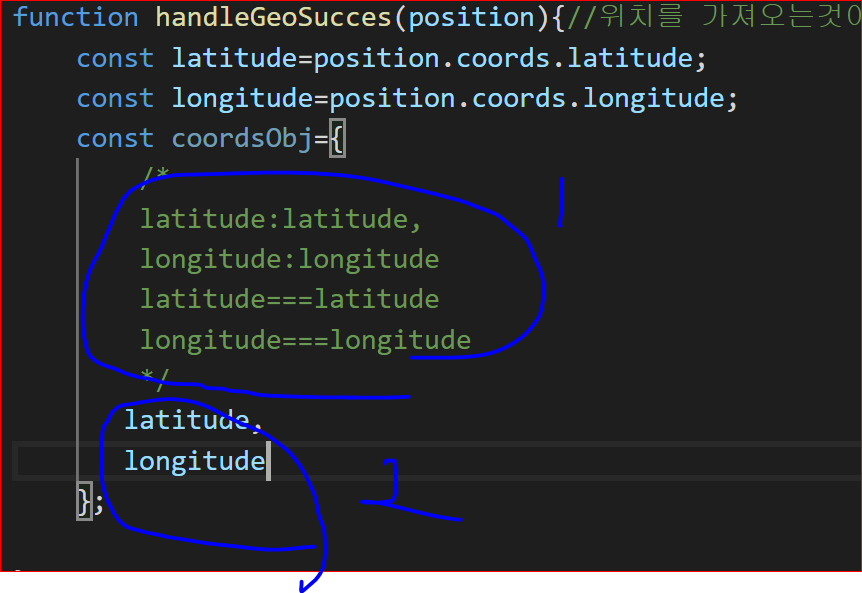 function handleGeoSucces(position){//위치를 가져오는것이
const latitude=position.coords.latitude;
const longitude=position.coords.longitude;
const coordsObj={
/*
latitude:latitude,
longitude:longitude
latitude===latitude
longitude===longitude
*/
latitude,
longitude
};
1
2